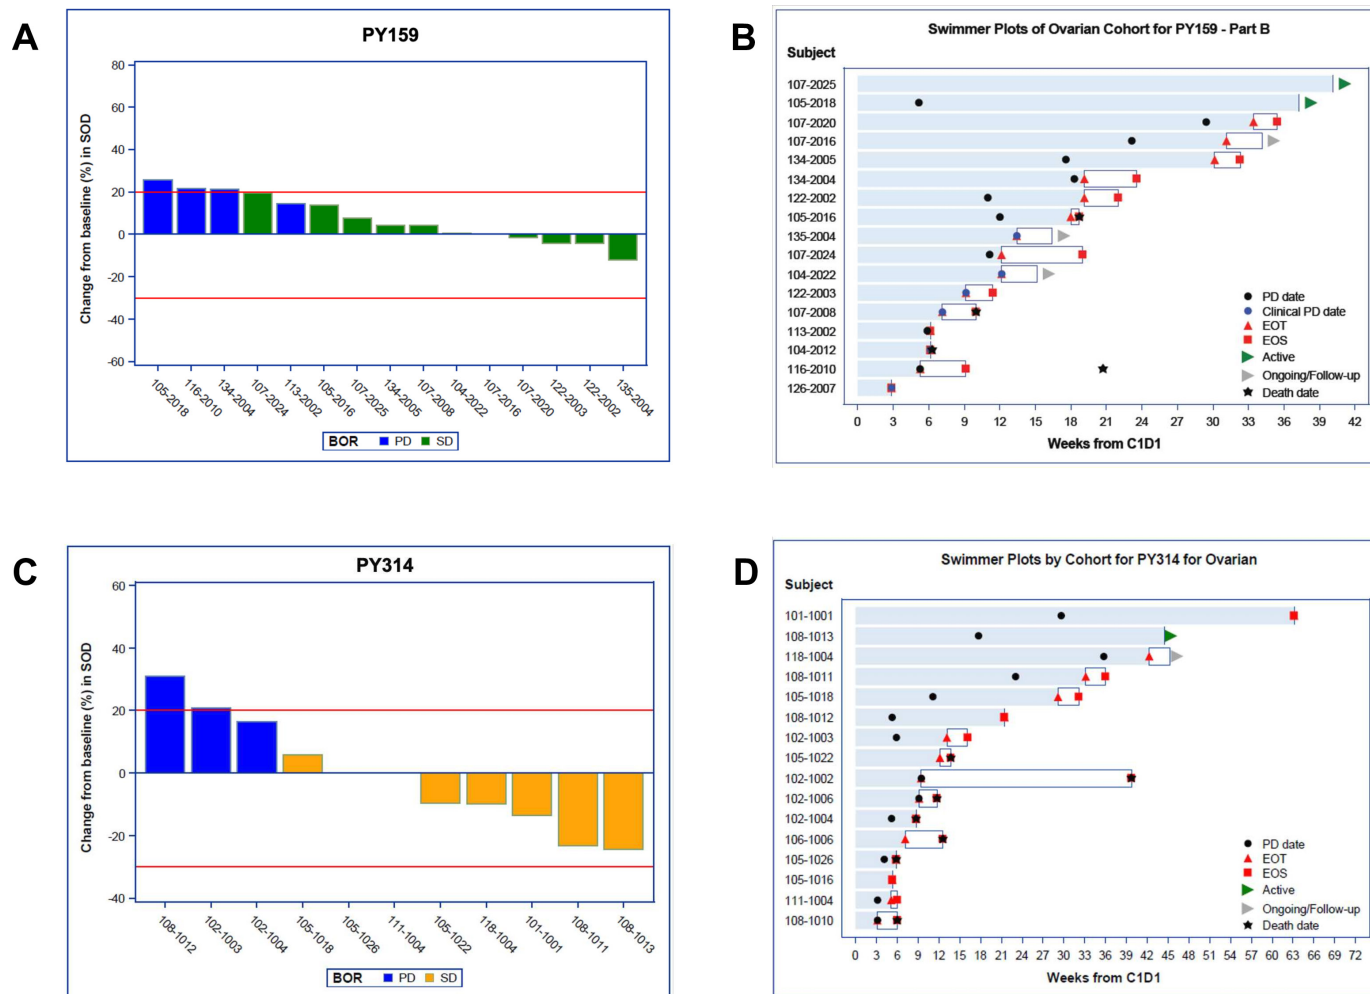 A
PY159
Change from baseline (%) in SOD
80
60
40
20
0
-20
-40
-60
105-2018
116-2010
134-2004
107-2024
113-2002
105-2016
107-2025
134-2005
107-2008
104-2022
107-2016
107-2020
122-2003
122-2002
135-2004
BOR PD SD
B
Swimmer Plots of Ovarian Cohort for PY159 - Part B
Subject
107-2025
105-2018
107-2020
107-2016
134-2005
134-2004
122-2002
105-2016
135-2004
107-2024
104-2022
122-2003
107-2008
113-2002
104-2012
116-2010
126-2007
PD date
Clinical PD date
EOT
EOS
Active
Ongoing/Follow-up
Death date
0 3 6 9 12 15 18 21 24 27 30 33 36 39 42
Weeks from C1D1
C
PY314
Change from baseline (%) in SOD
60
40
20
0
-20
-40
108-1012
102-1003
102-1004
105-1018
105-1026
111-1004
105-1022
118-1004
101-1001
108-1011
108-1013
BOR PD SD
D
Swimmer Plots by Cohort for PY314 for Ovarian
Subject
101-1001
108-1013
118-1004
108-1011
105-1018
108-1012
102-1003
105-1022
102-1002
102-1006
102-1004
106-1006
105-1026
105-1016
111-1004
108-1010
PD date
EOT
EOS
Active
Ongoing/Follow-up
Death date
0 3 6 9 12 15 18 21 24 27 30 33 36 39 42 45 48 51 54 57 60 63 66 69 72
Weeks from C1D1